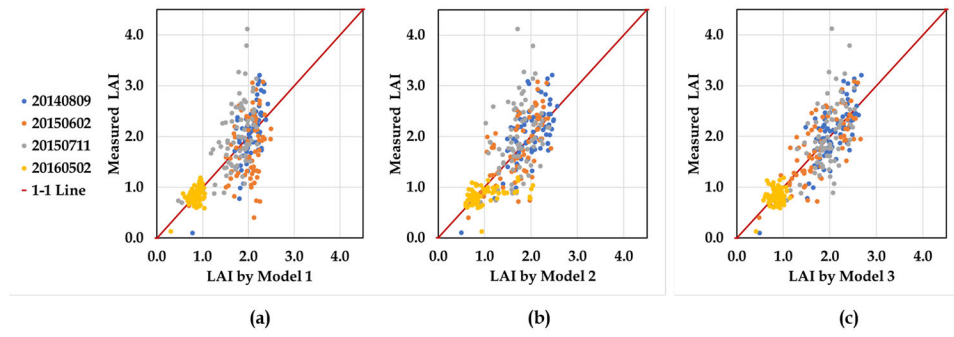 20140809
20150602
20150711
20160502
1-1 Line
Measured LAI
4.0
3.0
2.0
1.0
0.0
0.0 1.0 2.0 3.0 4.0
LAI by Model 1
(a)
Measured LAI
4.0
3.0
2.0
1.0
0.0
0.0 1.0 2.0 3.0 4.0
LAI by Model 2
(b)
Measured LAI
4.0
3.0
2.0
1.0
0.0
0.0 1.0 2.0 3.0 4.0
LAI by Model 3
(c)